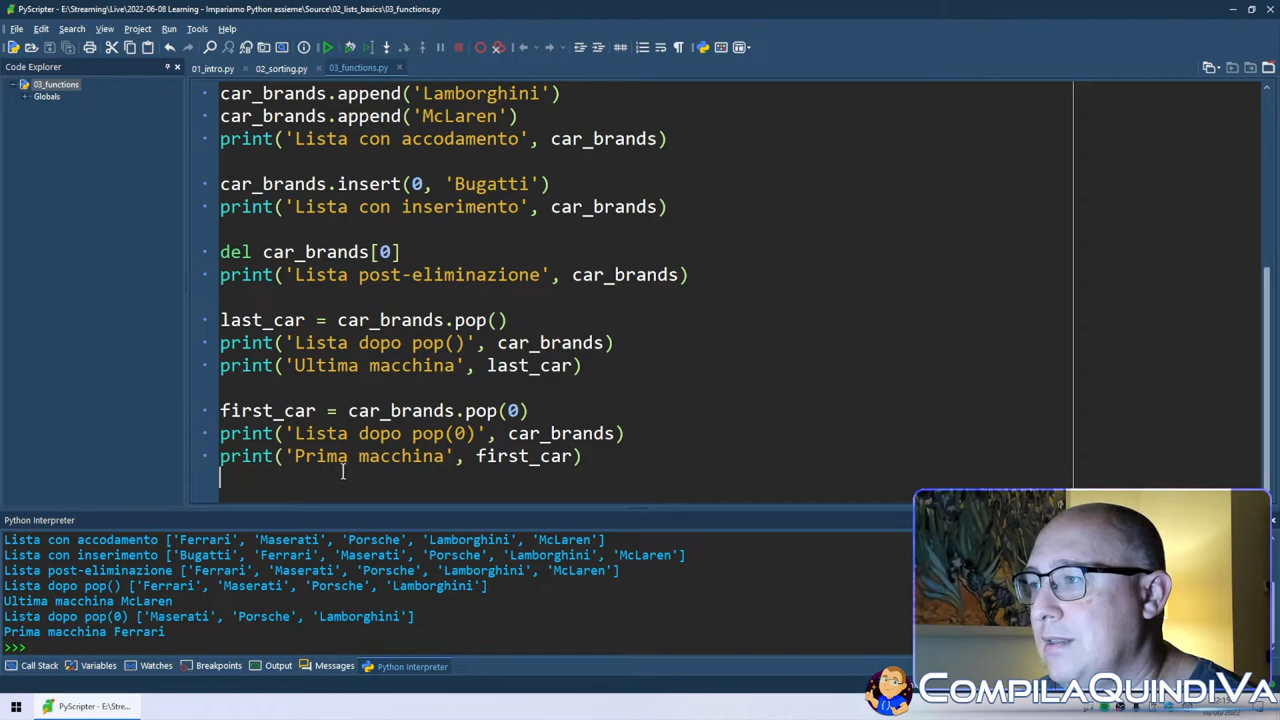 PyScripter - E:\Streaming\Live\2022-06-08 Learning - Impariamo Python assieme\Source\02_lists_basics\03_functions.py
File Edit Search View Project Run Tools Help
Code Explorer
01_intro.py 02_sorting.py 03_functions.py
03_functions
Globals
car_brands.append('Lamborghini')
car_brands.append('McLaren')
print('Lista con accodamento', car_brands)
car_brands.insert(0, 'Bugatti')
print('Lista con inserimento', car_brands)
del car_brands[0]
print('Lista post-eliminazione', car_brands)
last_car = car_brands.pop()
print('Lista dopo pop()', car_brands)
print('Ultima macchina', last_car)
first_car = car_brands.pop(0)
print('Lista dopo pop(0)', car_brands)
print('Prima macchina', first_car)
Python Interpreter
Lista con accodamento ['Ferrari', 'Maserati', 'Porsche', 'Lamborghini', 'McLaren']
Lista con inserimento ['Bugatti', 'Ferrari', 'Maserati', 'Porsche', 'Lamborghini', 'McLaren']
Lista post-eliminazione ['Ferrari', 'Maserati', 'Porsche', 'Lamborghini', 'McLaren']
Lista dopo pop() ['Ferrari', 'Maserati', 'Porsche', 'Lamborghini']
Ultima macchina McLaren
Lista dopo pop(0) ['Maserati', 'Porsche', 'Lamborghini']
Prima macchina Ferrari
>>>
Call Stack Variables Watches Breakpoints Output Messages Python Interpreter
COMPILAQUINDIVA
PyScripter - E:\Stre...